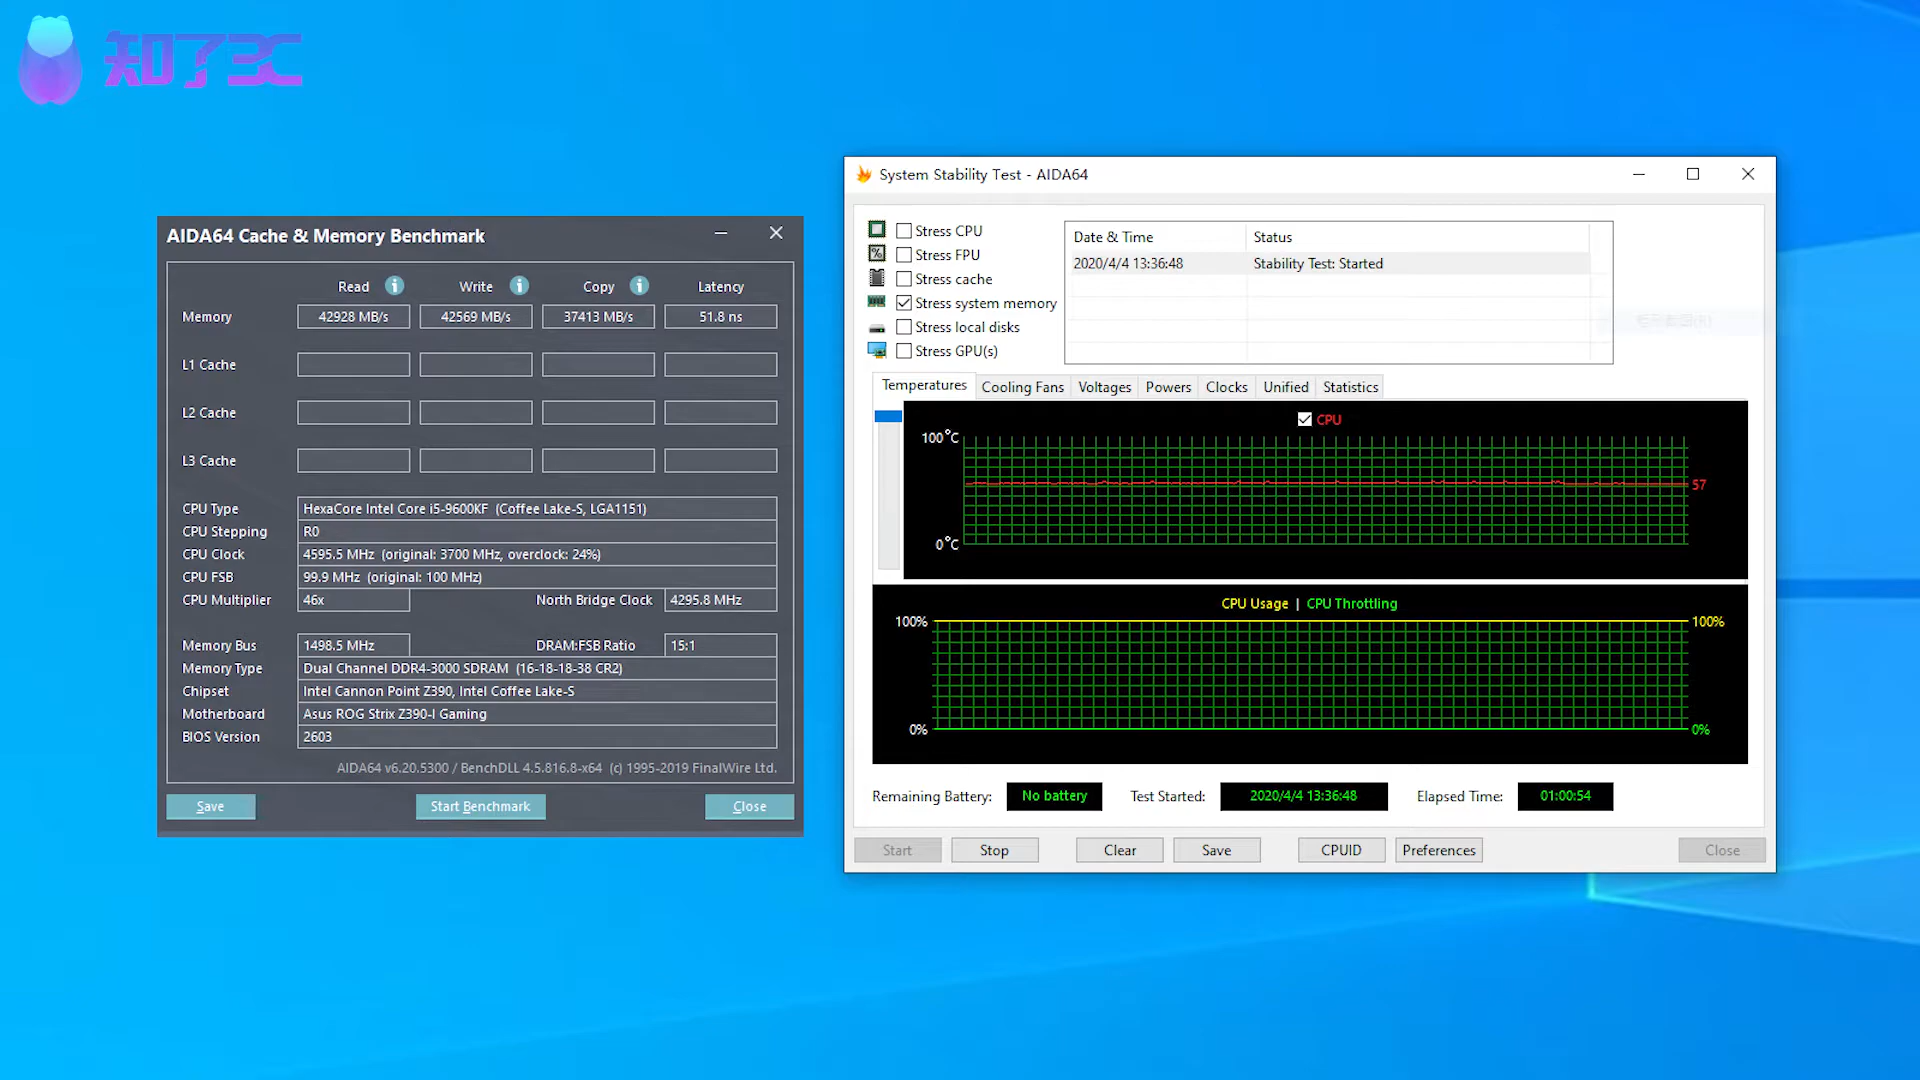 知了3C
AIDA64 Cache & Memory Benchmark
Read Write Copy Latency
Memory 42928 MB/s 42569 MB/s 37413 MB/s 51.8 ns
L1 Cache
L2 Cache
L3 Cache
CPU Type HexaCore Intel Core i5-9600KF (Coffee Lake-S, LGA1151)
CPU Stepping R0
CPU Clock 4595.5 MHz (original: 3700 MHz, overclock: 24%)
CPU FSB 99.9 MHz (original: 100 MHz)
CPU Multiplier 46x North Bridge Clock 4295.8 MHz
Memory Bus 1498.5 MHz DRAM:FSB Ratio 15:1
Memory Type Dual Channel DDR4-3000 SDRAM (16-18-18-38 CR2)
Chipset Intel Cannon Point Z390, Intel Coffee Lake-S
Motherboard Asus ROG Strix Z390-I Gaming
BIOS Version 2603
AIDA64 v6.20.5300 / BenchDLL 4.5.816.8-x64 (c) 1995-2019 FinalWire Ltd.
Save Start Benchmark Close
System Stability Test - AIDA64
Stress CPU
Stress FPU
Stress cache
Stress system memory
Stress local disks
Stress GPU(s)
Date & Time Status
2020/4/4 13:36:48 Stability Test: Started
Temperatures Cooling Fans Voltages Powers Clocks Unified Statistics
CPU
100°C
57
0°C
CPU Usage | CPU Throttling
100% 100%
0% 0%
Remaining Battery: No battery Test Started: 2020/4/4 13:36:48 Elapsed Time: 01:00:54
Start Stop Clear Save CPUID Preferences Close